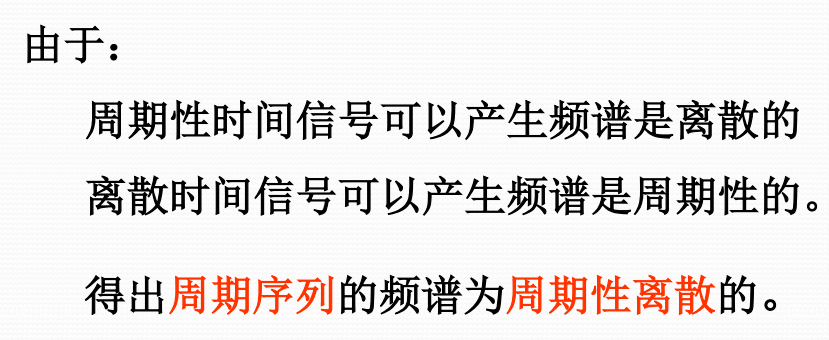 由于：
周期性时间信号可以产生频谱是离散的
离散时间信号可以产生频谱是周期性的。
得出周期序列的频谱为周期性离散的。